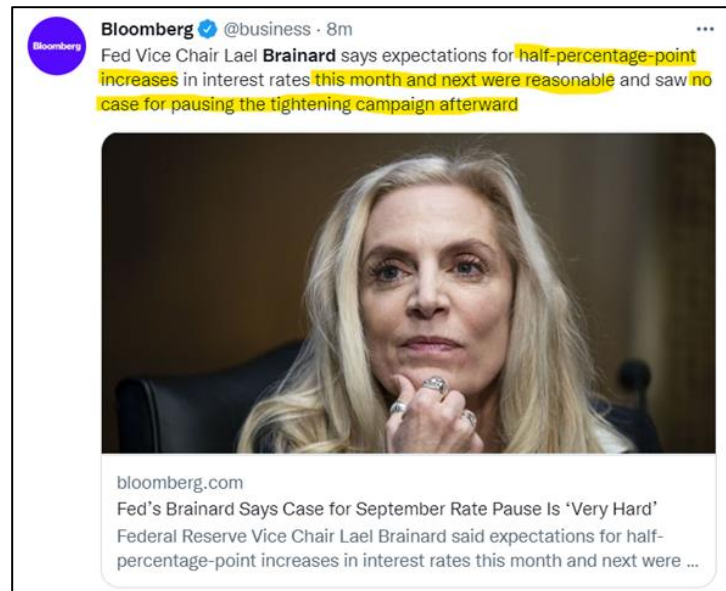 Bloomberg
Bloomberg @business · 8m
Fed Vice Chair Lael Brainard says expectations for half-percentage-point
increases in interest rates this month and next were reasonable and saw no
case for pausing the tightening campaign afterward
bloomberg.com
Fed's Brainard Says Case for September Rate Pause Is ‘Very Hard’
Federal Reserve Vice Chair Lael Brainard said expectations for half-
percentage-point increases in interest rates this month and next were ...